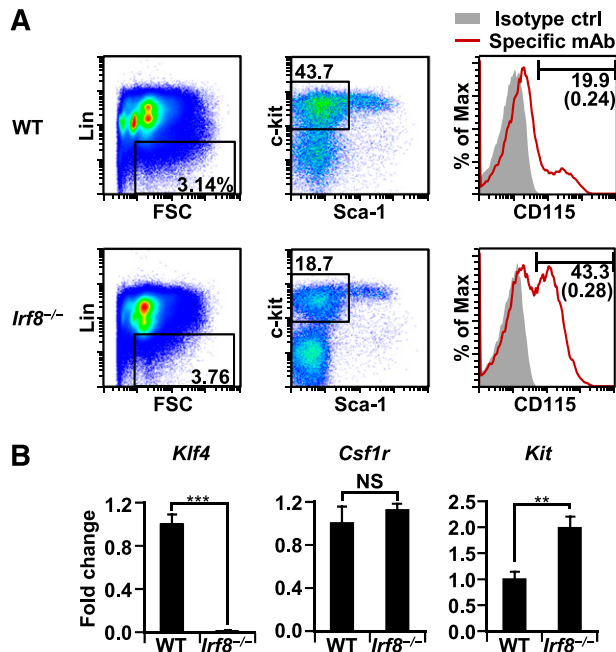 A
Isotype ctrl
Specific mAb
WT
Lin
3.14%
FSC
43.7
c-kit
Sca-1
19.9
(0.24)
% of Max
CD115
Irf8–/–
Lin
3.76
FSC
18.7
c-kit
Sca-1
43.3
(0.28)
% of Max
CD115
B
Klf4
Csf1r
Kit
Fold change
1.2
0.8
0.4
0.0
***
WT
Irf8–/–
1.2
0.8
0.4
0.0
NS
WT
Irf8–/–
2.5
2.0
1.5
1.0
0.5
0.0
**
WT
Irf8–/–